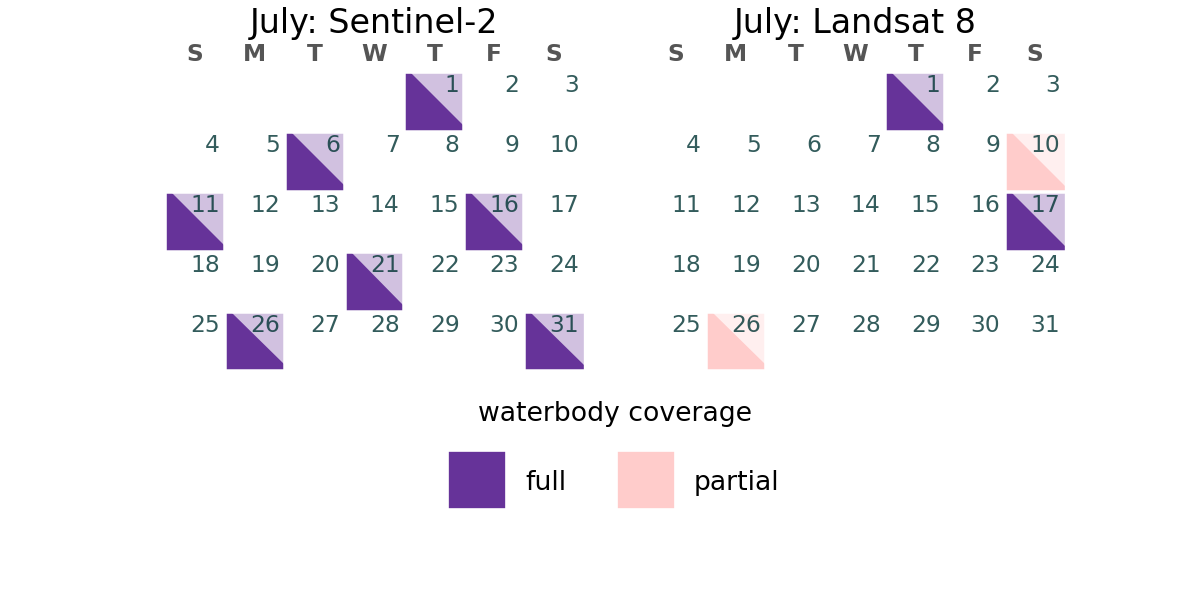 July: Sentinel-2
S M T W T F S
1 2 3
4 5 6 7 8 9 10
11 12 13 14 15 16 17
18 19 20 21 22 23 24
25 26 27 28 29 30 31
July: Landsat 8
S M T W T F S
1 2 3
4 5 6 7 8 9 10
11 12 13 14 15 16 17
18 19 20 21 22 23 24
25 26 27 28 29 30 31
waterbody coverage
full partial